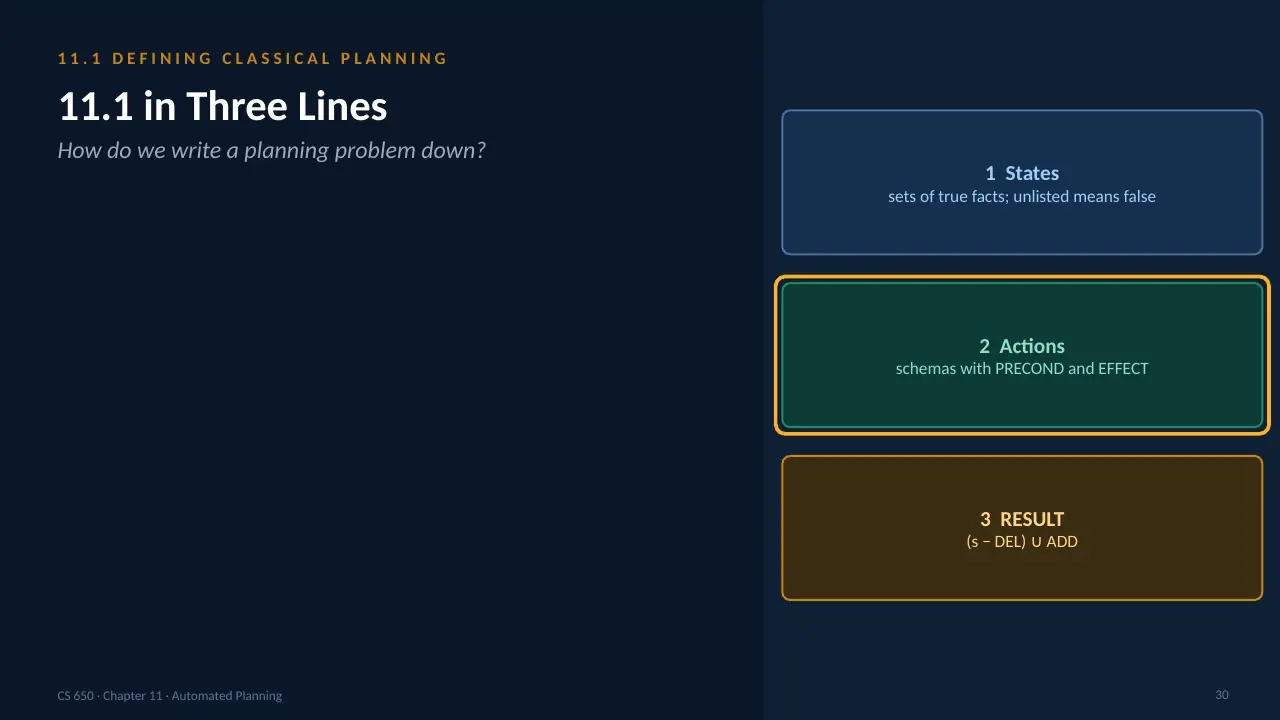 11.1 DEFINING CLASSICAL PLANNING
11.1 in Three Lines
How do we write a planning problem down?
1 States
sets of true facts; unlisted means false
2 Actions
schemas with PRECOND and EFFECT
3 RESULT
(s − DEL) ∪ ADD
CS 650 · Chapter 11 · Automated Planning
30